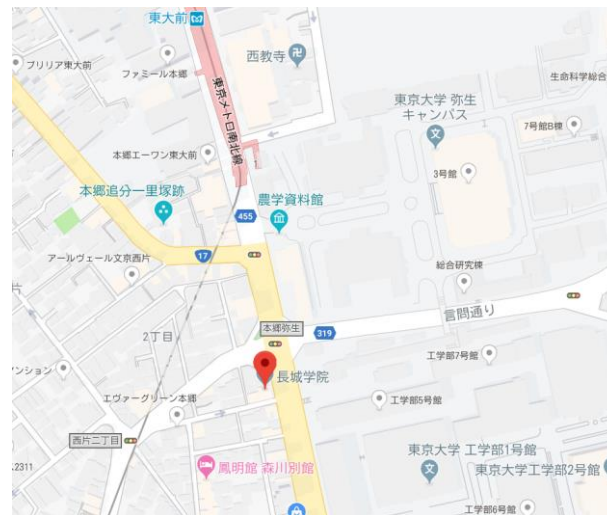 東大前
ブリリア東大前
ファミール本郷
西教寺
生命科学総合
東京メトロ南北線
東京大学 弥生
キャンパス
7号館B棟
本郷エーワン東大前
3号館
本郷追分一里塚跡
農学資料館
455
アールヴェール文京西片
17
総合研究棟
片
言問通り
本郷弥生
319
2丁目
工学部7号館
ンション
長城学院
エヴァーグリーン本郷
工学部5号館
西片二丁目
東京大学 工学部1号館
.2311
鳳明館 森川別館
東京大学工学部2号館
工学部6号館